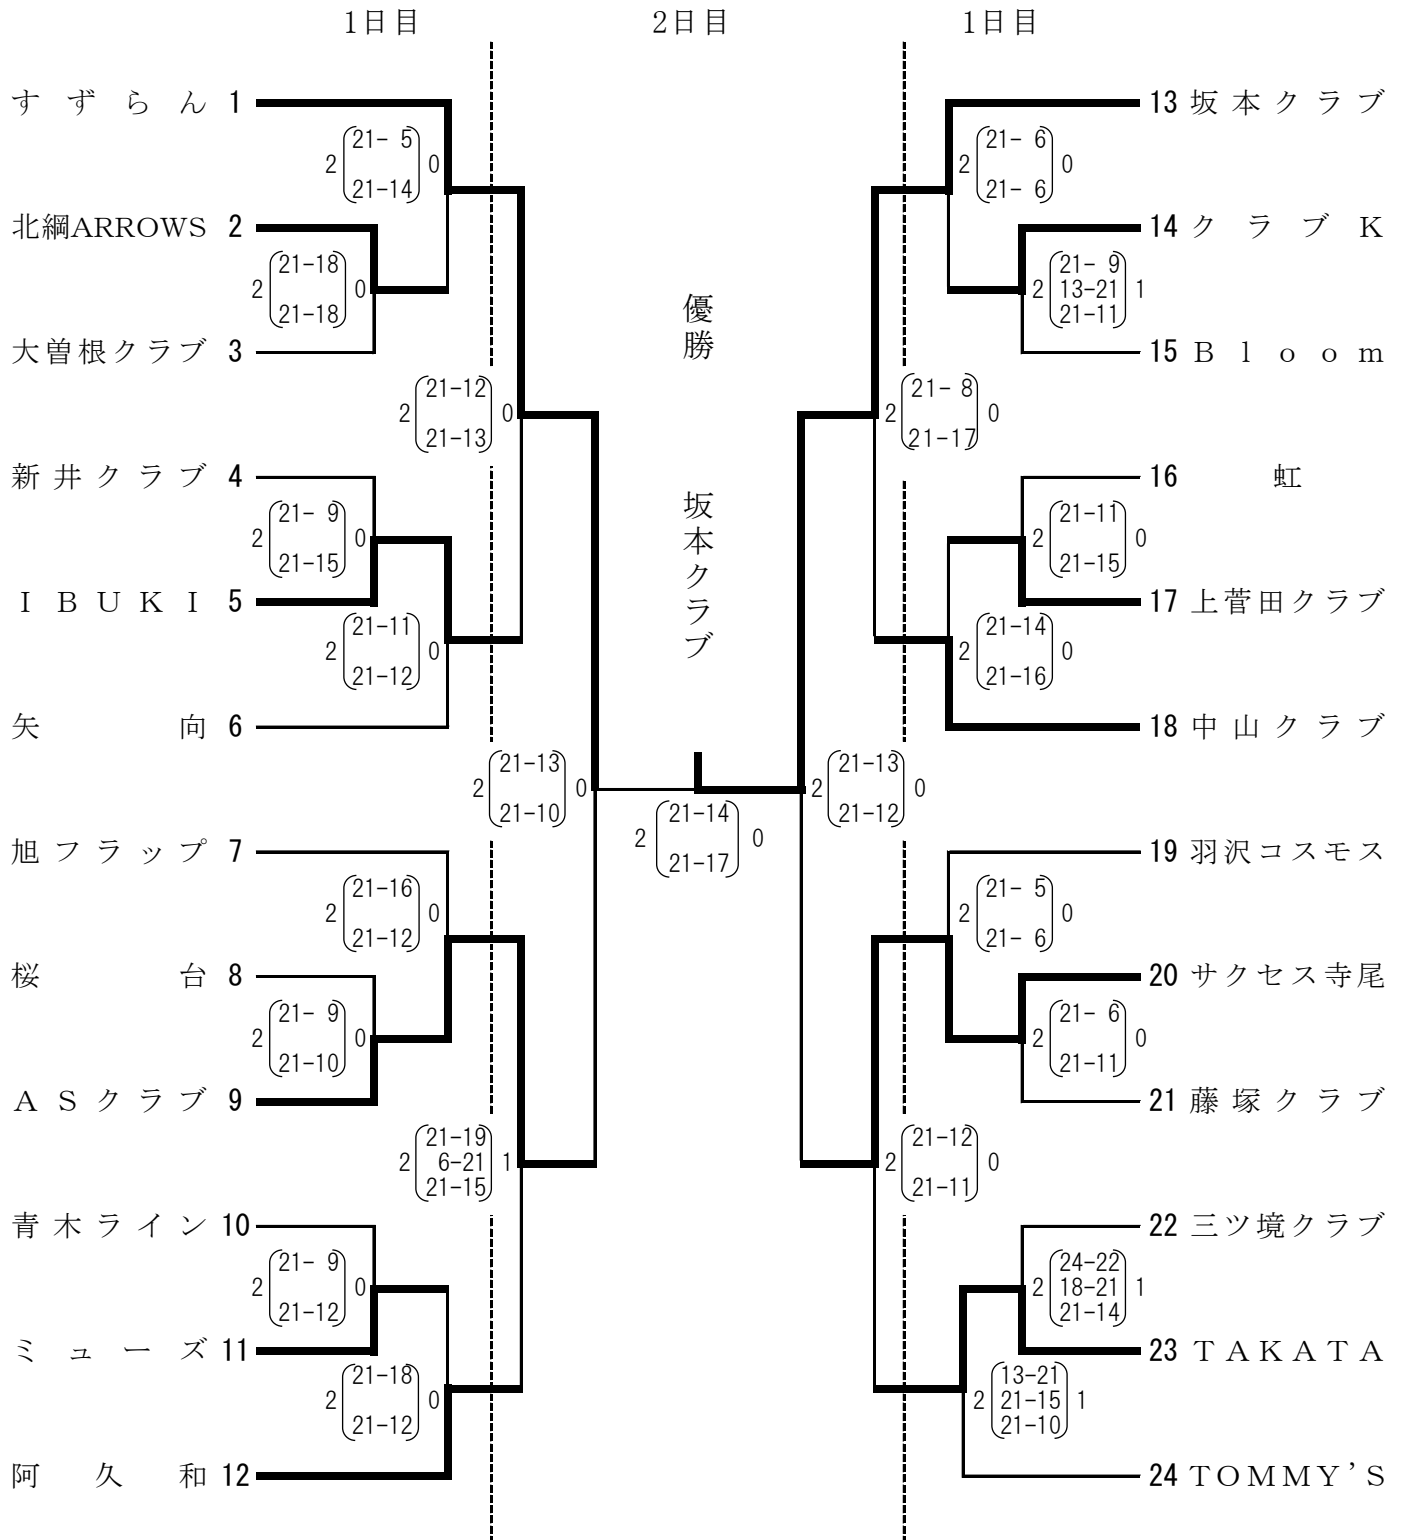 1日目 2日目 1日目
すずらん 1
2 21- 5 0
21-14
北綱ARROWS 2
2 21-18 0
21-18
大曽根クラブ 3
2 21-12 0
21-13
新井クラブ 4
2 21- 9 0
21-15
IBUKI 5
2 21-11 0
21-12
矢向 6
2 21-13 0
21-10
旭フラップ 7
2 21-16 0
21-12
桜台 8
2 21- 9 0
21-10
ASクラブ 9
21-19
2 6-21 1
21-15
青木ライン 10
2 21- 9 0
21-12
ミューズ 11
2 21-18 0
21-12
阿久和 12
優勝
坂本クラブ
2 21-14 0
21-17
13 坂本クラブ
2 21- 6 0
21- 6
14 クラブK
21- 9
2 13-21 1
21-11
15 Bloom
2 21- 8 0
21-17
16 虹
2 21-11 0
21-15
17 上菅田クラブ
2 21-14 0
21-16
18 中山クラブ
2 21-13 0
21-12
19 羽沢コスモス
2 21- 5 0
21- 6
20 サクセス寺尾
2 21- 6 0
21-11
21 藤塚クラブ
2 21-12 0
21-11
22 三ツ境クラブ
24-22
2 18-21 1
21-14
23 TAKATA
13-21
2 21-15 1
21-10
24 TOMMY’S